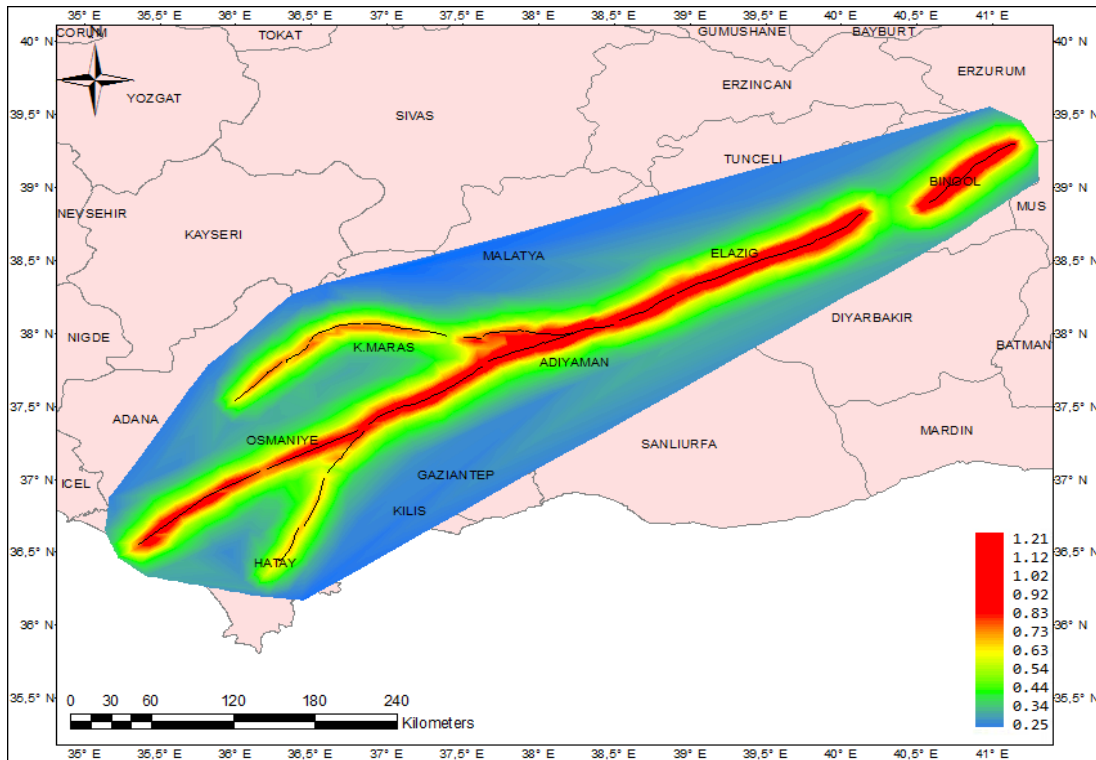 35° E 35,5° E 36° E 36,5° E 37° E 37,5° E 38° E 38,5° E 39° E 39,5° E 40° E 40,5° E 41° E
N
ÇORUM TOKAT GUMUSHANE BAYBURT
40° N 40° N
ERZURUM
ERZINCAN
YOZGAT
39,5° N SIVAS 39,5° N
TUNCELI
39° N BINGOL 39° N
NEVSEHIR MUS
KAYSERI
MALATYA ELAZIG
38,5° N 38,5° N
DIYARBAKIR
38° N NIGDE 38° N
K.MARAS BATMAN
ADIYAMAN
37,5° N 37,5° N
ADANA MARDIN
OSMANIYE SANLIURFA
37° N ICEL GAZIANTEP 37° N
KILIS
36,5° N HATAY 36,5° N
1.21
1.12
1.02
0.92
0.83
0.73
0.63
0.54
0.44
0.34
0.25
36° N 36° N
35,5° N 35,5° N
0 30 60 120 180 240
Kilometers
35° E 35,5° E 36° E 36,5° E 37° E 37,5° E 38° E 38,5° E 39° E 39,5° E 40° E 40,5° E 41° E